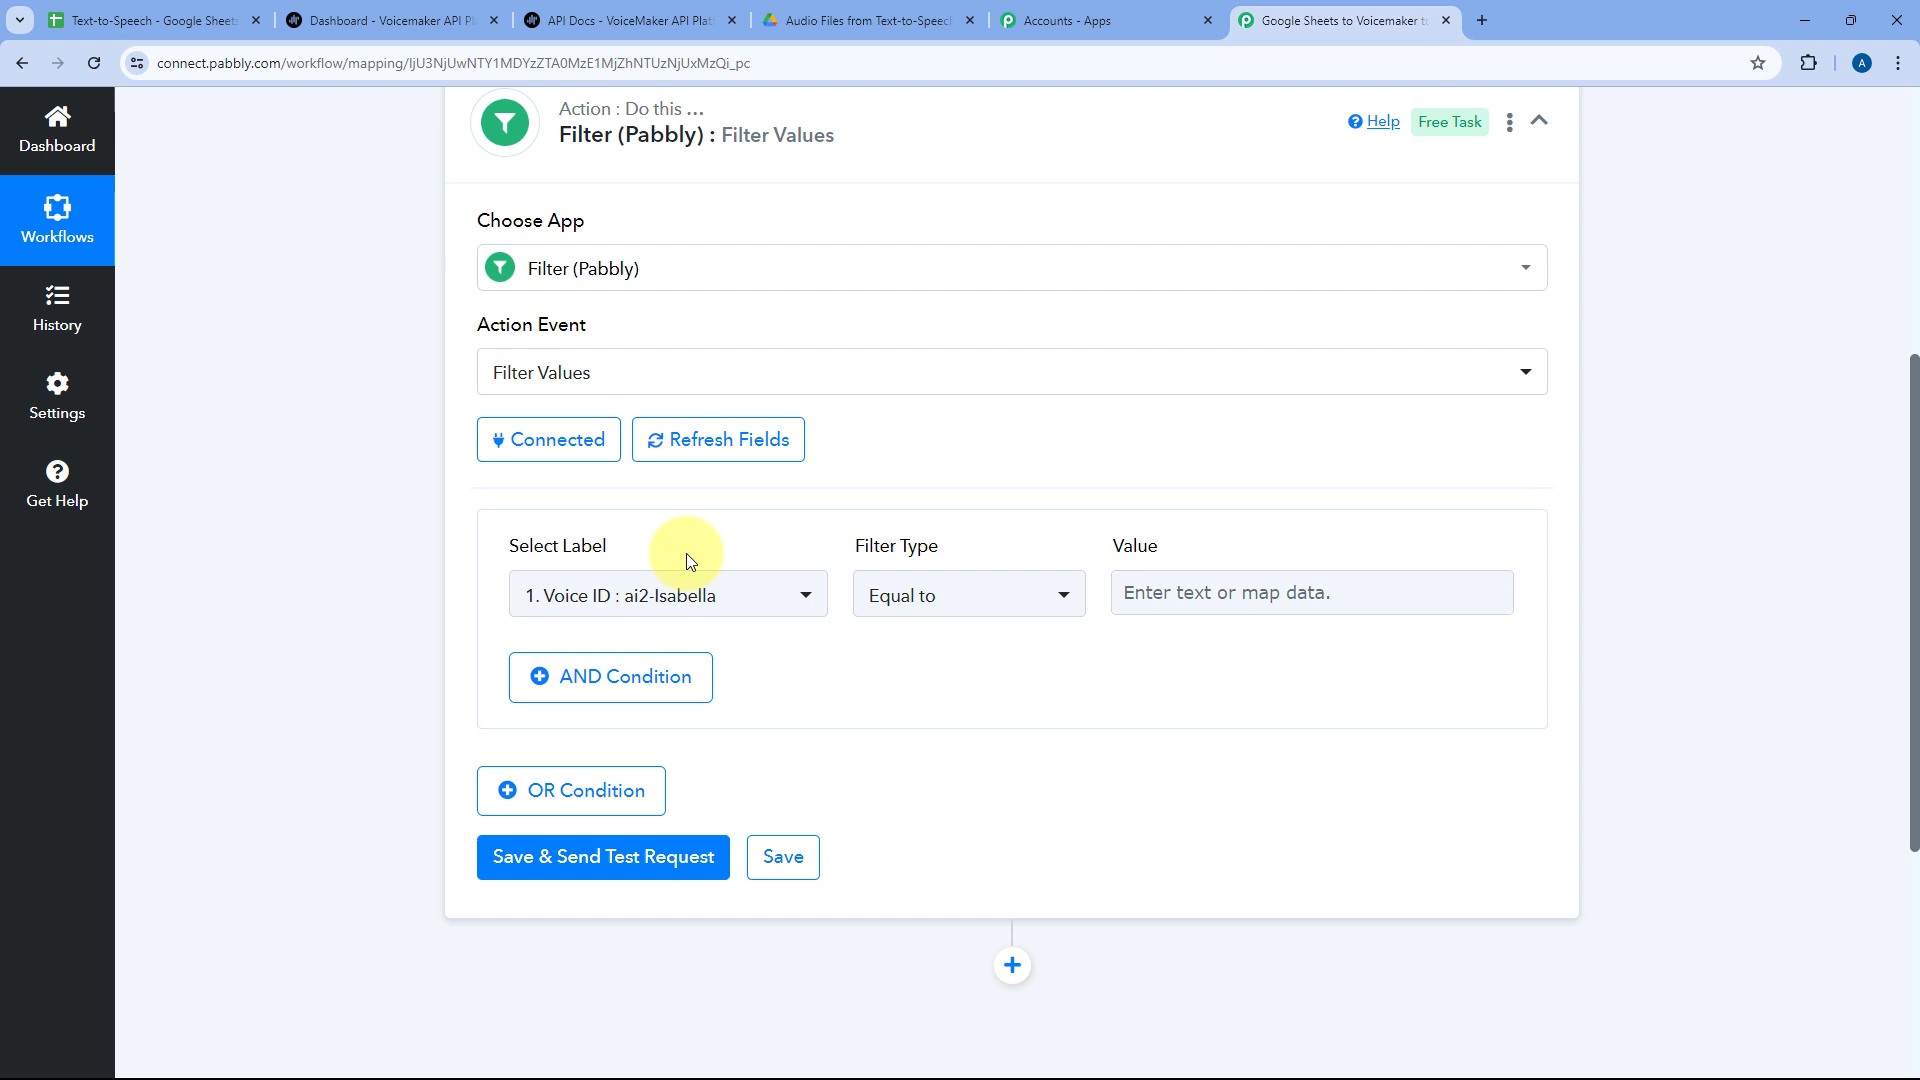 Text-to-Speech - Google Sheets
Dashboard - Voicemaker API Pl
API Docs - VoiceMaker API Plat
Audio Files from Text-to-Speech
Accounts - Apps
Google Sheets to Voicemaker t
connect.pabbly.com/workflow/mapping/IjU3NjUwNTY1MDYzZTA0MzE1MjZhNTUzNjUxMzQi_pc
A
Dashboard
Workflows
History
Settings
Get Help
Action : Do this ...
Filter (Pabbly) : Filter Values
Help
Free Task
Choose App
Filter (Pabbly)
Action Event
Filter Values
Connected
Refresh Fields
Select Label
Filter Type
Value
1. Voice ID : ai2-Isabella
Equal to
Enter text or map data.
AND Condition
OR Condition
Save & Send Test Request
Save